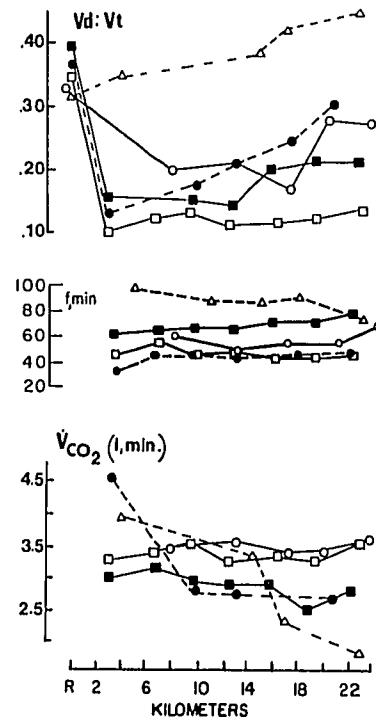 Vd: Vt
.40
.30
.20
.10
f,min
100
80
60
40
20
V̇CO₂ (l, min.)
4.5
3.5
2.5
R 2 6 10 14 18 22
KILOMETERS